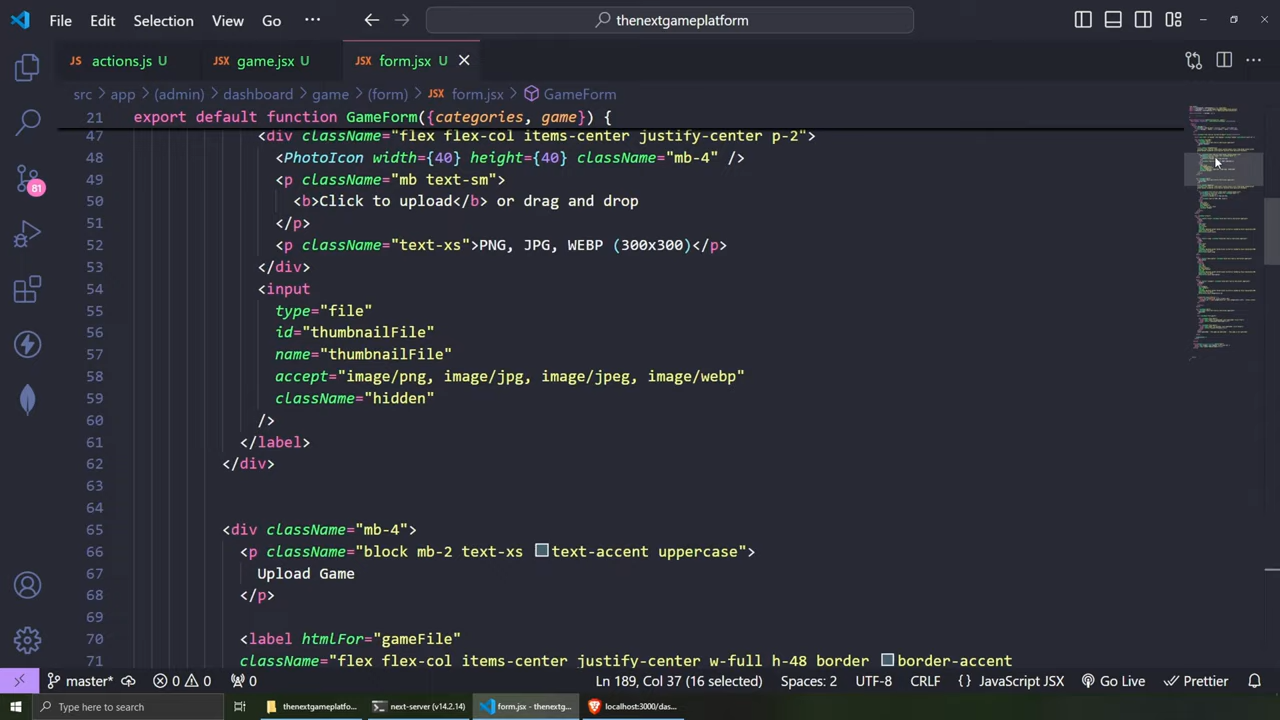 File Edit Selection View Go ··· thenextgameplatform
JS actions.js U JSX game.jsx U JSX form.jsx U
src > app > (admin) > dashboard > game > (form) > JSX form.jsx > GameForm
21 export default function GameForm({categories, game}) {
47 <div className="flex flex-col items-center justify-center p-2">
48 <PhotoIcon width={40} height={40} className="mb-4" />
49 <p className="mb text-sm">
50 <b>Click to upload</b> or drag and drop
51 </p>
52 <p className="text-xs">PNG, JPG, WEBP (300x300)</p>
53 </div>
54 <input
55 type="file"
56 id="thumbnailFile"
57 name="thumbnailFile"
58 accept="image/png, image/jpg, image/jpeg, image/webp"
59 className="hidden"
60 />
61 </label>
62 </div>
63
64
65 <div className="mb-4">
66 <p className="block mb-2 text-xs text-accent uppercase">
67 Upload Game
68 </p>
69
70 <label htmlFor="gameFile"
71 className="flex flex-col items-center justify-center w-full h-48 border border-accent
81
master* 0 0 0 Ln 189, Col 37 (16 selected) Spaces: 2 UTF-8 CRLF {} JavaScript JSX Go Live Prettier
Type here to search thenextgameplatfo... next-server (v14.2.14) form.jsx - thenextg... localhost:3000/das...